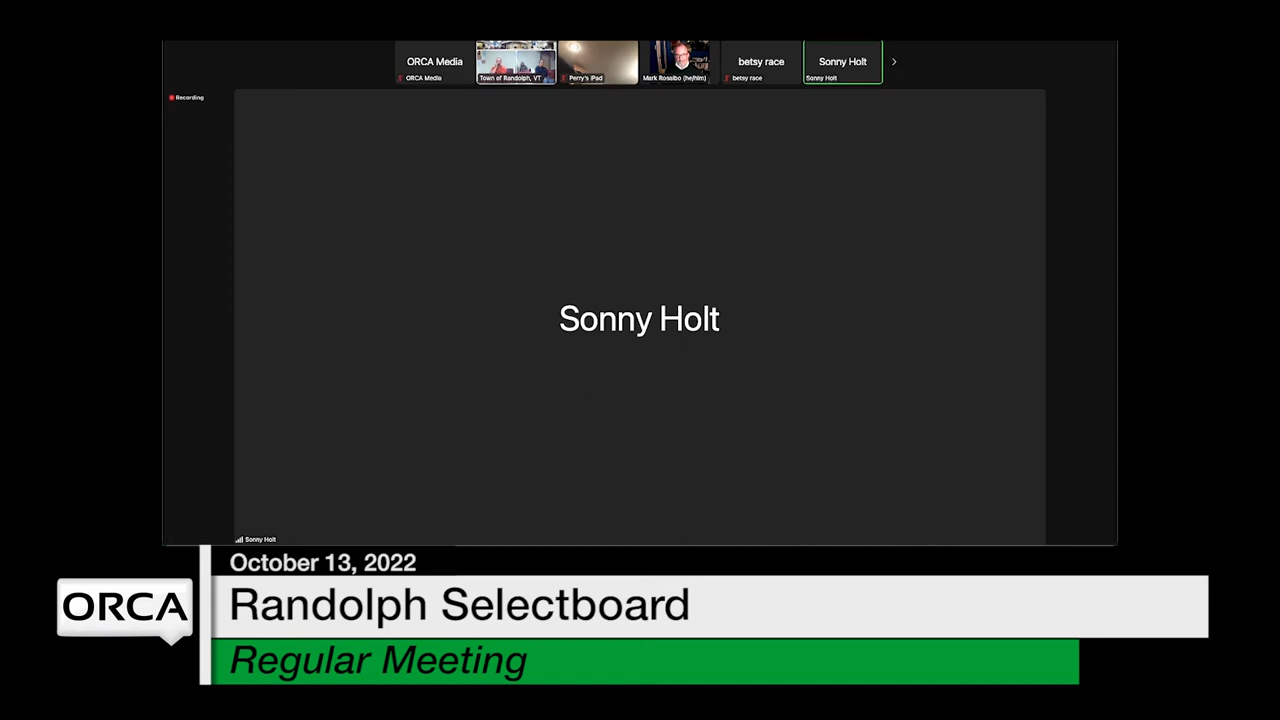 ORCA Media
betsy race
Sonny Holt
ORCA Media
Town of Randolph, VT
Perry's iPad
Mark Rosalbo (he/him)
betsy race
Sonny Holt
Recording
Sonny Holt
Sonny Holt
October 13, 2022
ORCA
Randolph Selectboard
Regular Meeting